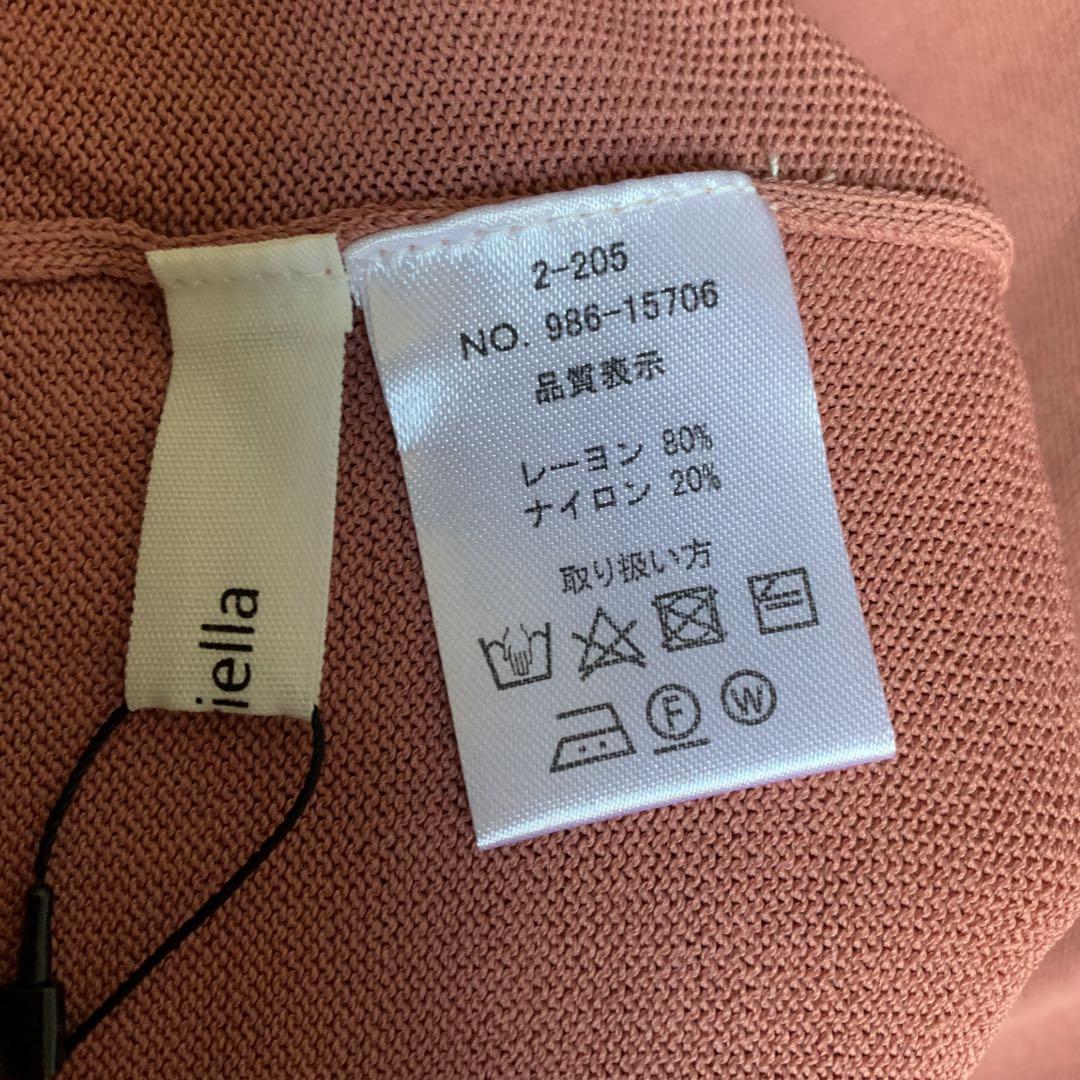 2-205
NO. 986-15706
品質表示
レーヨン 80%
ナイロン 20%
取り扱い方
F
W
iella